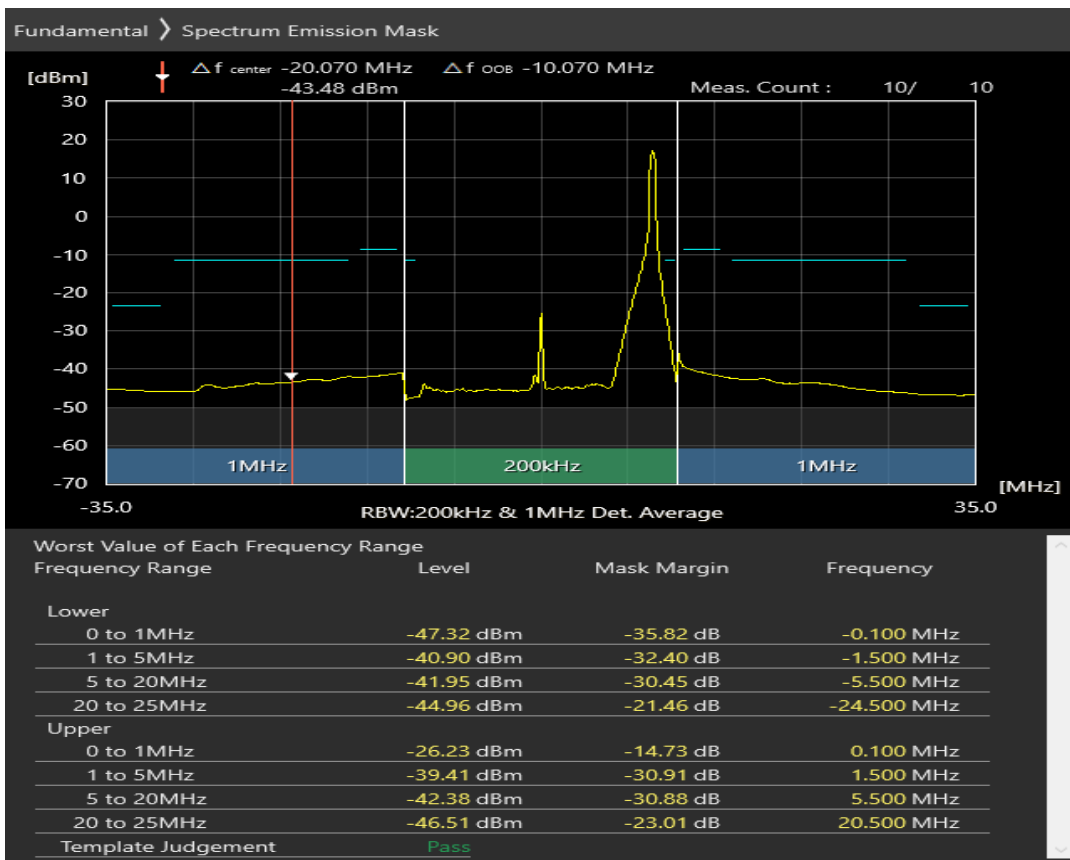 Fundamental ❯ Spectrum Emission Mask
[dBm] △f center -20.070 MHz △f OOB -10.070 MHz
-43.48 dBm Meas. Count : 10/ 10
30
20
10
0
-10
-20
-30
-40
-50
-60
-70
1MHz 200kHz 1MHz
[MHz]
-35.0 RBW:200kHz & 1MHz Det. Average 35.0
Worst Value of Each Frequency Range
Frequency Range Level Mask Margin Frequency
Lower
0 to 1MHz -47.32 dBm -35.82 dB -0.100 MHz
1 to 5MHz -40.90 dBm -32.40 dB -1.500 MHz
5 to 20MHz -41.95 dBm -30.45 dB -5.500 MHz
20 to 25MHz -44.96 dBm -21.46 dB -24.500 MHz
Upper
0 to 1MHz -26.23 dBm -14.73 dB 0.100 MHz
1 to 5MHz -39.41 dBm -30.91 dB 1.500 MHz
5 to 20MHz -42.38 dBm -30.88 dB 5.500 MHz
20 to 25MHz -46.51 dBm -23.01 dB 20.500 MHz
Template Judgement Pass